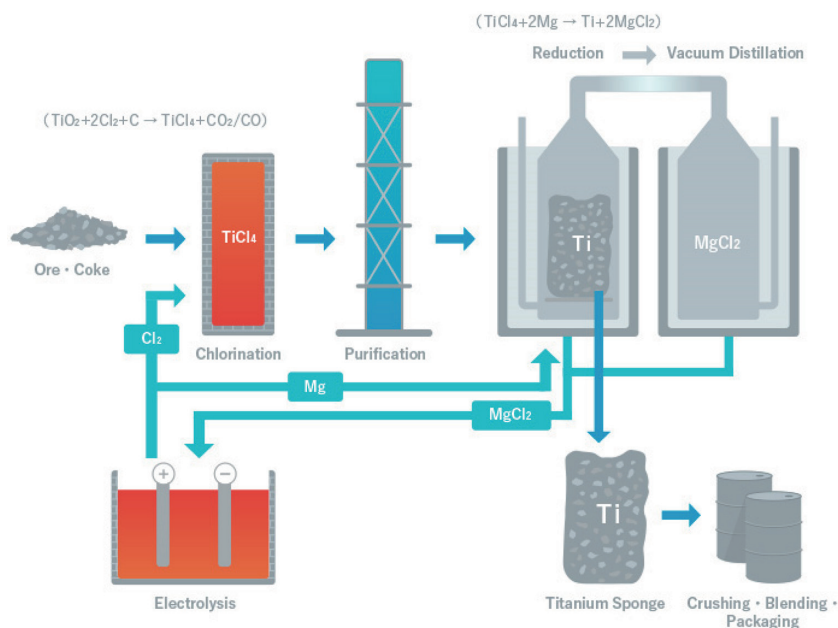 (TiCl₄+2Mg → Ti+2MgCl₂)
Reduction → Vacuum Distillation
(TiO₂+2Cl₂+C → TiCl₄+CO₂/CO)
TiCl₄
Ti
MgCl₂
Ore・Coke
Cl₂
Chlorination
Purification
Mg
MgCl₂
+ −
Ti
Electrolysis
Titanium Sponge
Crushing・Blending・
Packaging